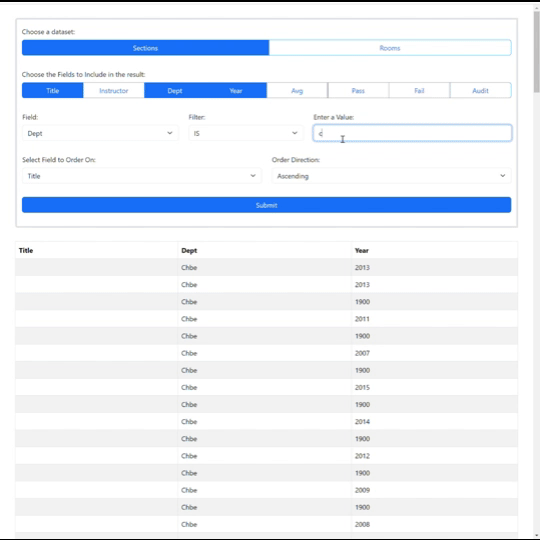 Choose a dataset:
Sections Rooms
Choose the Fields to Include in the result:
Title Instructor Dept Year Avg Pass Fail Audit
Field: Filter: Enter a Value:
Dept IS c
Select Field to Order On: Order Direction:
Title Ascending
Submit
Title Dept Year
Chbe 2013
Chbe 2013
Chbe 1900
Chbe 2011
Chbe 1900
Chbe 2007
Chbe 1900
Chbe 2015
Chbe 1900
Chbe 2014
Chbe 1900
Chbe 2012
Chbe 1900
Chbe 2009
Chbe 1900
Chbe 2008